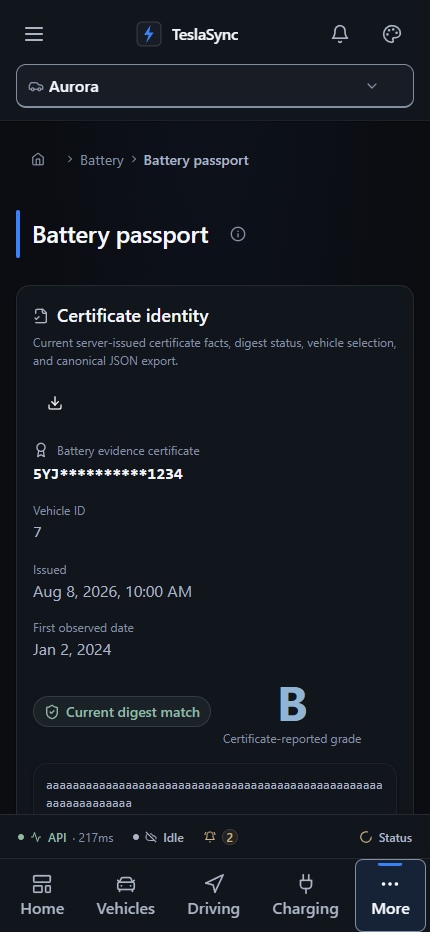 TeslaSync
Aurora
Battery
Battery passport
Battery passport
Certificate identity
Current server-issued certificate facts, digest status, vehicle selection,
and canonical JSON export.
Battery evidence certificate
5YJ**********1234
Vehicle ID
7
Issued
Aug 8, 2026, 10:00 AM
First observed date
Jan 2, 2024
Current digest match
B
Certificate-reported grade
aaaaaaaaaaaaaaaaaaaaaaaaaaaaaaaaaaaaaaaaaaaaaaaaaaa
aaaaaaaaaaaaa
API · 217ms
Idle
2
Status
Home
Vehicles
Driving
Charging
More